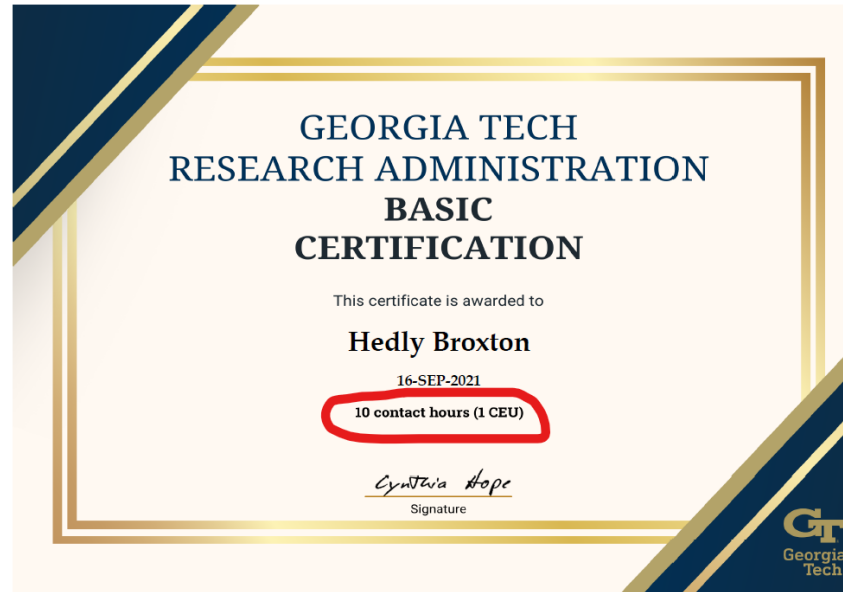 GEORGIA TECH
RESEARCH ADMINISTRATION
BASIC
CERTIFICATION
This certificate is awarded to
Hedly Broxton
16-SEP-2021
10 contact hours (1 CEU)
Cynthia Hope
Signature
GT
Georgia
Tech